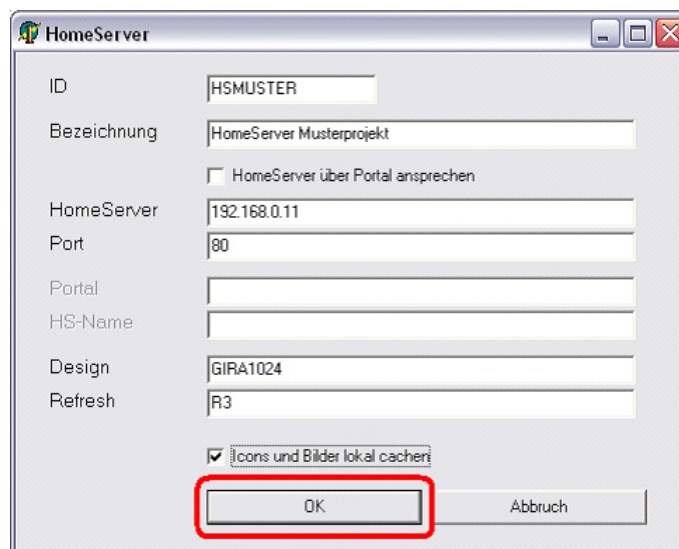 HomeServer
ID HSMUSTER
Bezeichnung HomeServer Musterprojekt
HomeServer über Portal ansprechen
HomeServer 192.168.0.11
Port 80
Portal
HS-Name
Design GIRA1024
Refresh R3
Icons und Bilder lokal cachen
OK Abbruch